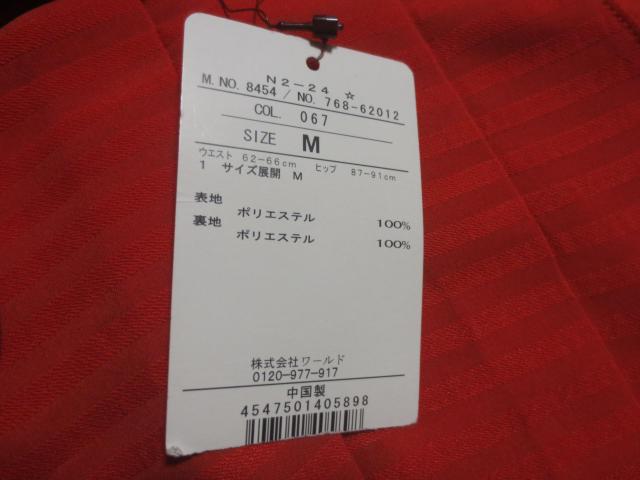 N2-24 ☆
M. NO. 8454 / NO. 768-62012
COL. 067
SIZE M
ウエスト 62-66cm ヒップ 87-91cm
1 サイズ展開 M
表地
ポリエステル 100%
裏地
ポリエステル 100%
株式会社ワールド
0120-977-917
中国製
4547501405898